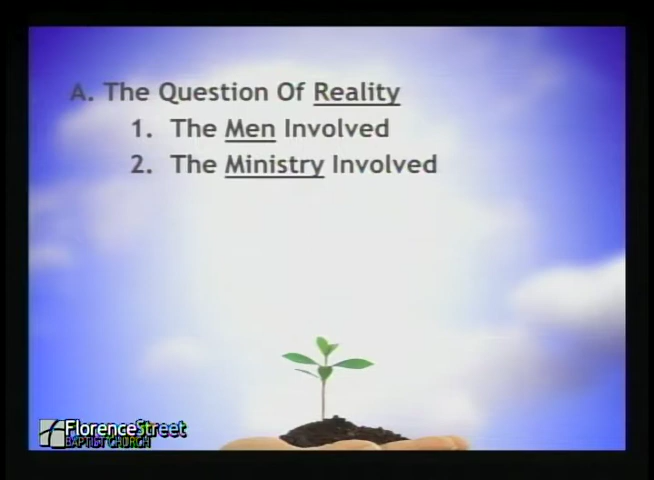 A. The Question Of Reality
1. The Men Involved
2. The Ministry Involved
FlorenceStreet
BAPTIST CHURCH